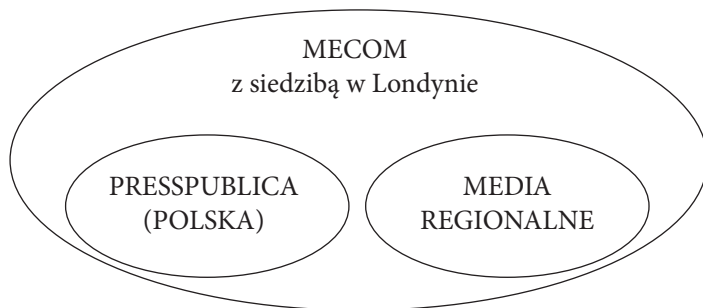 MECOM
z siedzibą w Londynie
PRESSPUBLICA
(POLSKA)
MEDIA
REGIONALNE